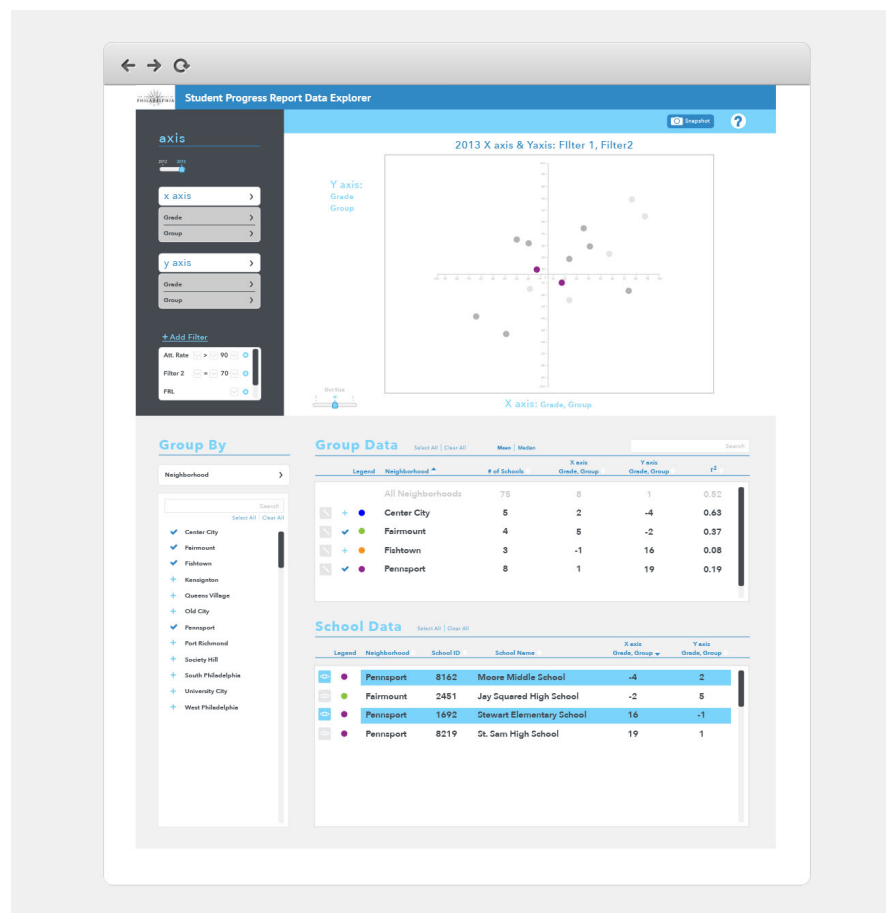 PHILADELPHIA
Student Progress Report Data Explorer
Snapshot
?
axis
2012 2013
x axis
Grade
Group
y axis
Grade
Group
+ Add Filter
Att. Rate > 90
Filter 2 = 70
FRL
2013 X axis & Yaxis: FIlter 1, Filter2
Y axis:
Grade
Group
Dot Size
X axis: Grade, Group
Group By
Neighborhood
Search
Select All | Clear All
Center City
Fairmount
Fishtown
Kensignton
Queens Village
Old City
Pennsport
Port Richmond
Society Hill
South Philadelphia
University City
West Philadelphia
Group Data Select All | Clear All Mean | Median Search
Legend Neighborhood # of Schools X axis Grade, Group Y axis Grade, Group r²
All Neighborhoods 75 8 1 0.52
Center City 5 2 -4 0.63
Fairmount 4 5 -2 0.37
Fishtown 3 -1 16 0.08
Pennsport 8 1 19 0.19
School Data Select All | Clear All
Legend Neighborhood School ID School Name X axis Grade, Group Y axis Grade, Group
Pennsport 8162 Moore Middle School -4 2
Fairmount 2451 Jay Squared High School -2 5
Pennsport 1692 Stewart Elementary School 16 -1
Pennsport 8219 St. Sam High School 19 1